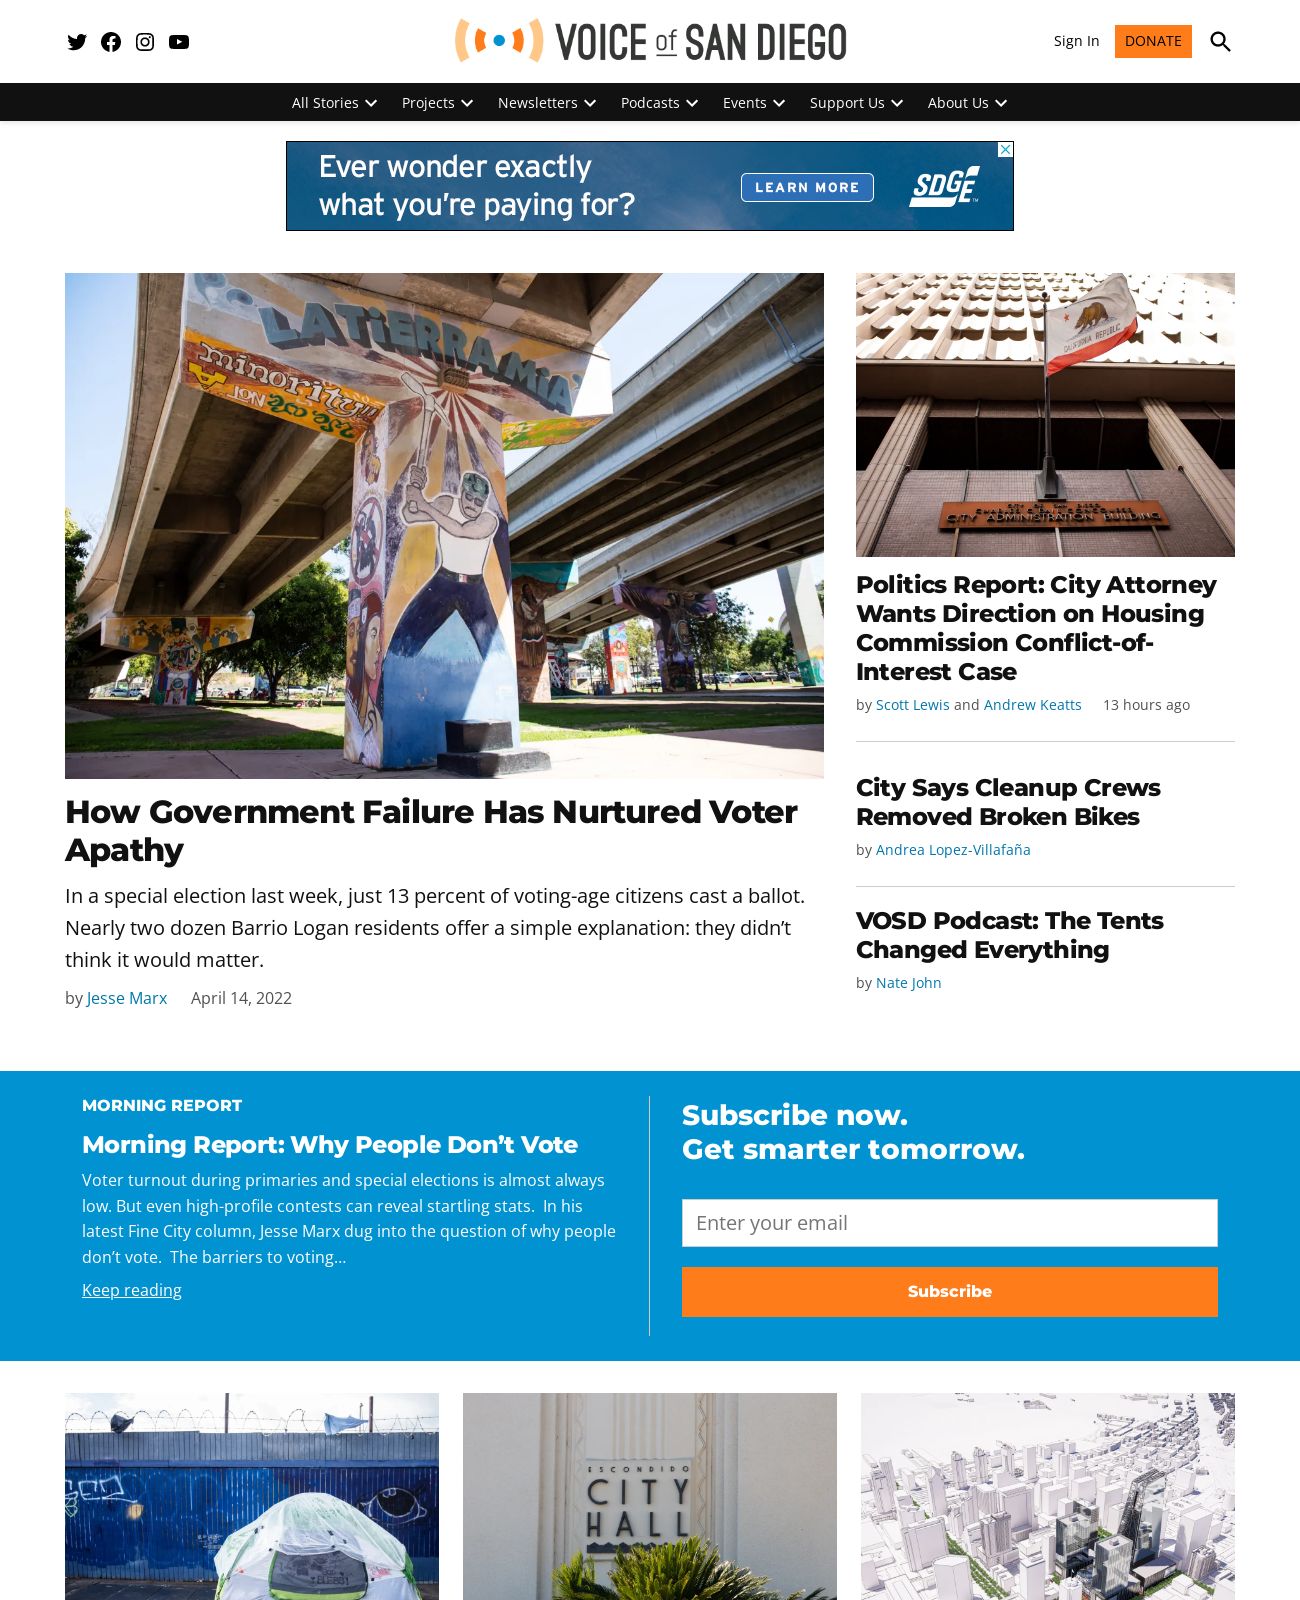 VOICE of SAN DIEGO
Sign In
DONATE
All Stories
Projects
Newsletters
Podcasts
Events
Support Us
About Us
Ever wonder exactly
what you're paying for?
LEARN MORE
SDGE
LA TIERRA MIA
minority!!
NOT
CALIFORNIA REPUBLIC
CITY ADMINISTRATION BUILDING
How Government Failure Has Nurtured Voter
Apathy
In a special election last week, just 13 percent of voting-age citizens cast a ballot.
Nearly two dozen Barrio Logan residents offer a simple explanation: they didn’t
think it would matter.
by Jesse Marx April 14, 2022
Politics Report: City Attorney
Wants Direction on Housing
Commission Conflict-of-
Interest Case
by Scott Lewis and Andrew Keatts 13 hours ago
City Says Cleanup Crews
Removed Broken Bikes
by Andrea Lopez-Villafaña
VOSD Podcast: The Tents
Changed Everything
by Nate John
MORNING REPORT
Morning Report: Why People Don’t Vote
Voter turnout during primaries and special elections is almost always
low. But even high-profile contests can reveal startling stats.  In his
latest Fine City column, Jesse Marx dug into the question of why people
don’t vote.  The barriers to voting…
Keep reading
Subscribe now.
Get smarter tomorrow.
Enter your email
Subscribe
ESCONDIDO
CITY
HALL